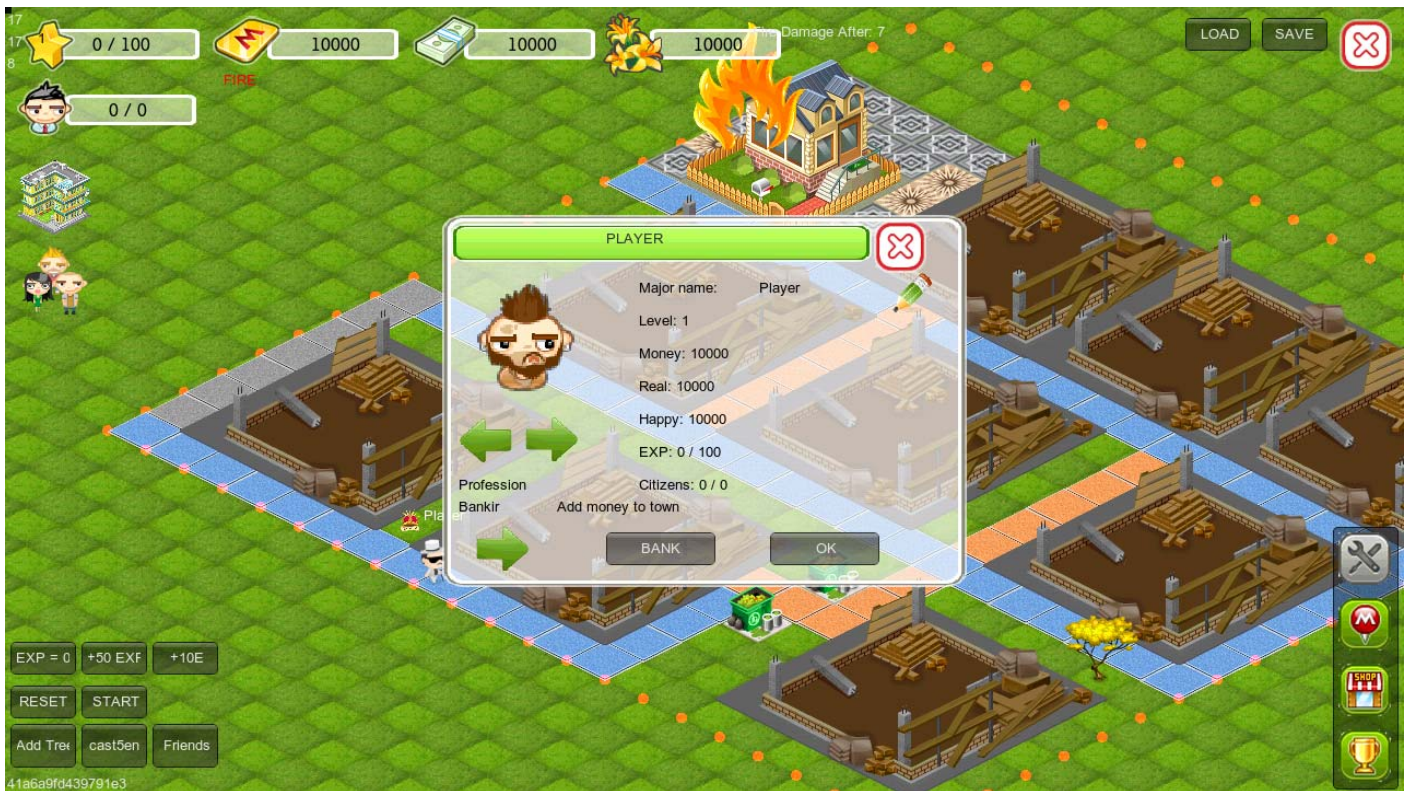 17
17
8
1
0 / 100
M
10000
10000
10000
Fire Damage After: 7
LOAD
SAVE
FIRE
0 / 0
PLAYER
Major name: Player
Level: 1
Money: 10000
Real: 10000
Happy: 10000
EXP: 0 / 100
Profession
Citizens: 0 / 0
Bankir
Add money to town
Player
BANK
OK
M
SHOP
EXP = 0
+50 EXF
+10E
RESET
START
Add Tree
cast5en
Friends
41a6a9fd439791e3